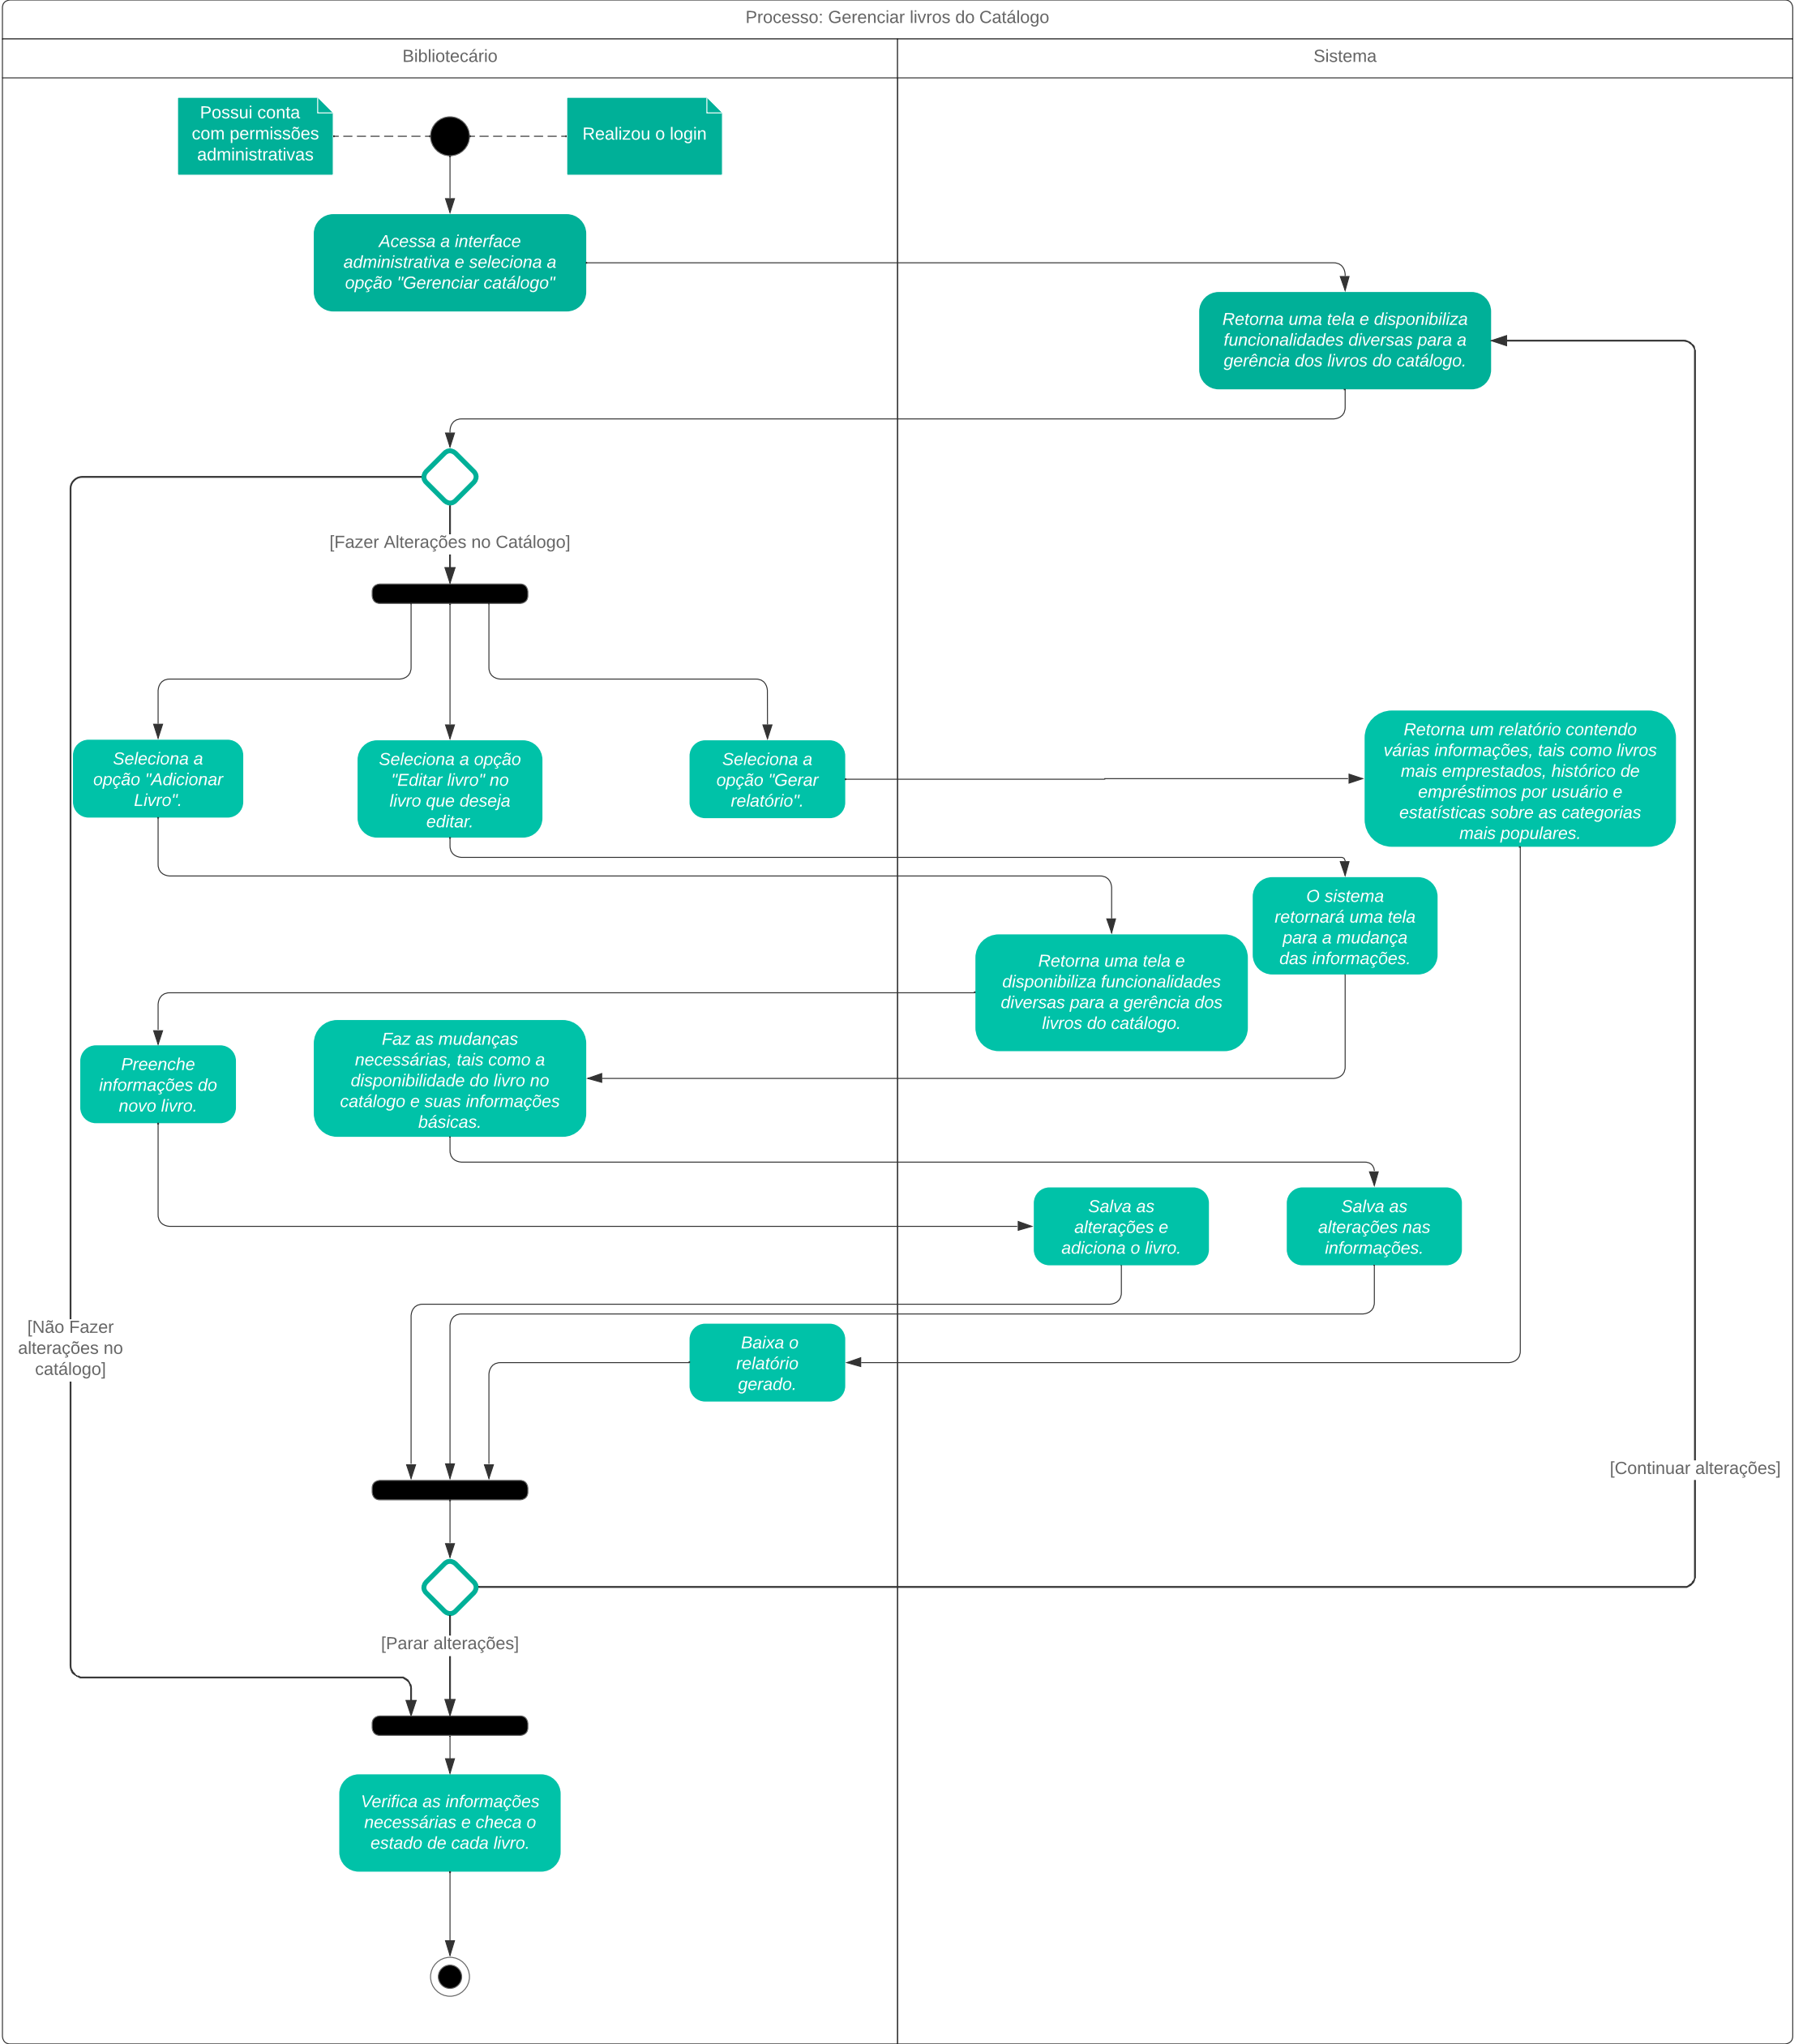 Processo: Gerenciar livros do Catálogo
Bibliotecário
Sistema
Possui conta
com permissões
administrativas
Realizou o login
Acessa a interface
administrativa e seleciona a
opção "Gerenciar catálogo"
Retorna uma tela e disponibiliza
funcionalidades diversas para a
gerência dos livros do catálogo.
[Fazer Alterações no Catálogo]
Seleciona a
opção "Adicionar
Livro".
Seleciona a opção
"Editar livro" no
livro que deseja
editar.
Seleciona a
opção "Gerar
relatório".
Retorna um relatório contendo
várias informações, tais como livros
mais emprestados, histórico de
empréstimos por usuário e
estatísticas sobre as categorias
mais populares.
O sistema
retornará uma tela
para a mudança
das informações.
Retorna uma tela e
disponibiliza funcionalidades
diversas para a gerência dos
livros do catálogo.
Preenche
informações do
novo livro.
Faz as mudanças
necessárias, tais como a
disponibilidade do livro no
catálogo e suas informações
básicas.
Salva as
alterações e
adiciona o livro.
Salva as
alterações nas
informações.
[Não Fazer
alterações no
catálogo]
Baixa o
relatório
gerado.
[Continuar alterações]
[Parar alterações]
Verifica as informações
necessárias e checa o
estado de cada livro.